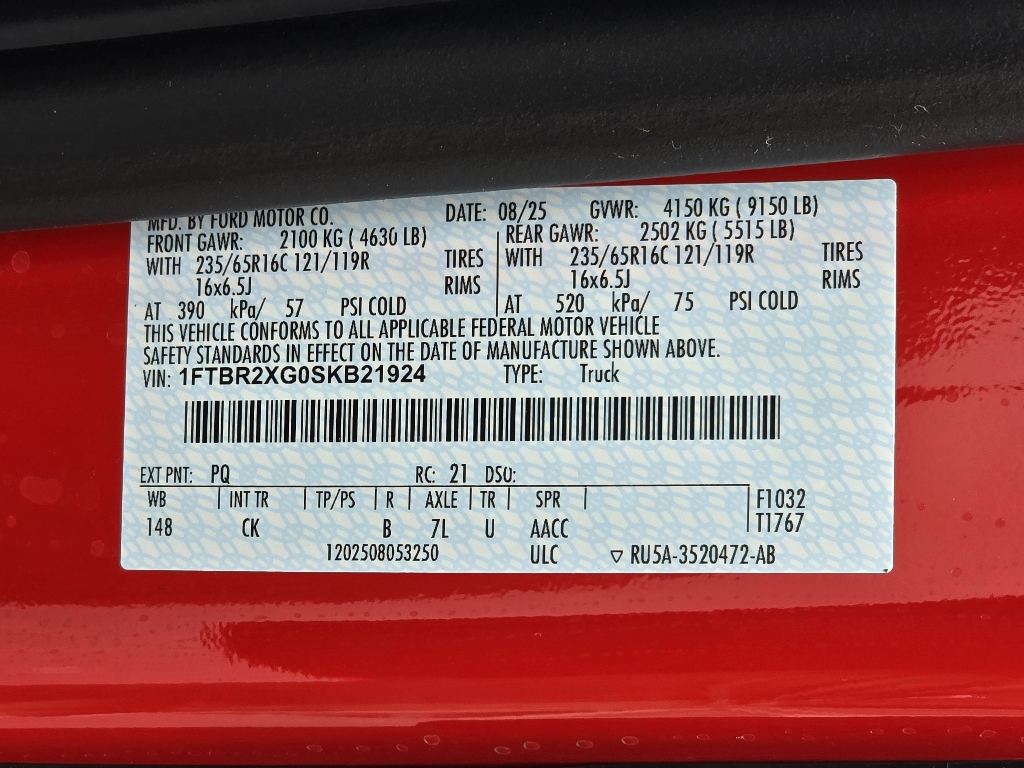 MFD. BY FORD MOTOR CO. DATE: 08/25 GVWR: 4150 KG ( 9150 LB)
FRONT GAWR: 2100 KG ( 4630 LB) REAR GAWR: 2502 KG ( 5515 LB)
WITH 235/65R16C 121/119R TIRES WITH 235/65R16C 121/119R TIRES
16x6.5J RIMS 16x6.5J RIMS
AT 390 kPa/ 57 PSI COLD AT 520 kPa/ 75 PSI COLD
THIS VEHICLE CONFORMS TO ALL APPLICABLE FEDERAL MOTOR VEHICLE
SAFETY STANDARDS IN EFFECT ON THE DATE OF MANUFACTURE SHOWN ABOVE.
VIN: 1FTBR2XG0SKB21924 TYPE: Truck
EXT PNT: PQ RC: 21 DSO:
WB INT TR TP/PS R AXLE TR SPR F1032
148 CK B 7L U AACC T1767
1202508053250 ULC ▽ RU5A-3520472-AB